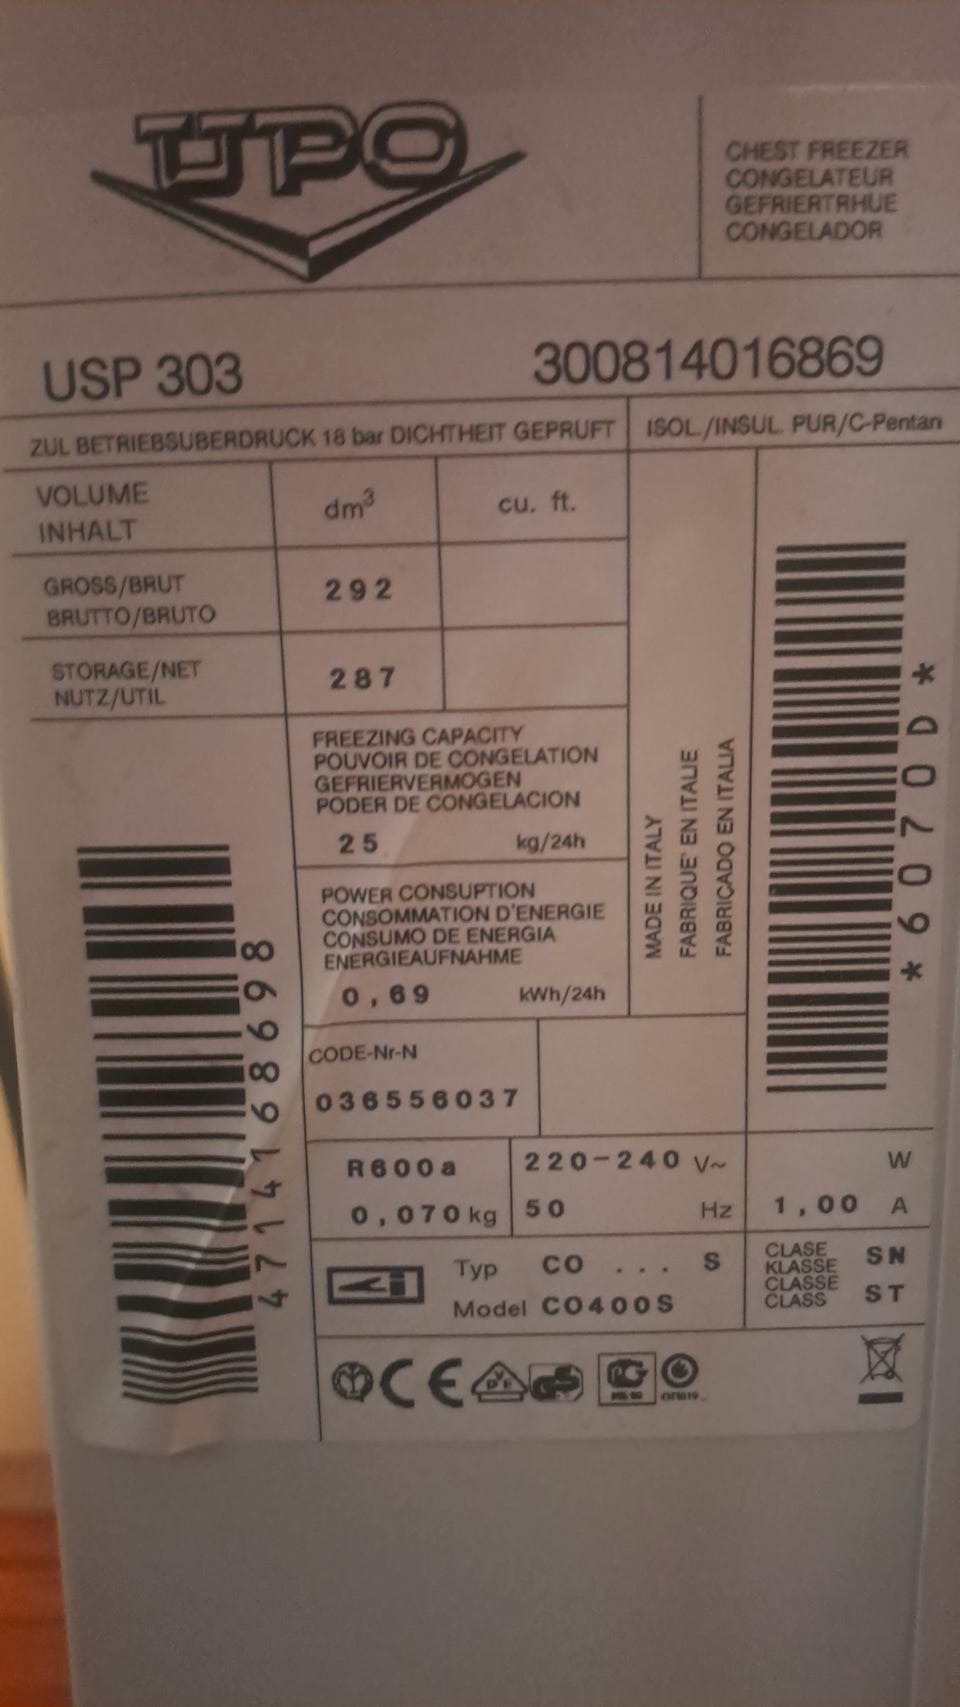 UPO
CHEST FREEZER
CONGELATEUR
GEFRIERTRHUE
CONGELADOR
USP 303
300814016869
ZUL BETRIEBSUBERDRUCK 18 bar DICHTHEIT GEPRUFT
ISOL./INSUL. PUR/C-Pentan
VOLUME
INHALT
dm³
cu. ft.
GROSS/BRUT
BRUTTO/BRUTO
292
STORAGE/NET
NUTZ/UTIL
287
FREEZING CAPACITY
POUVOIR DE CONGELATION
GEFRIERVERMOGEN
PODER DE CONGELACION
25 kg/24h
POWER CONSUPTION
CONSOMMATION D'ENERGIE
CONSUMO DE ENERGIA
ENERGIEAUFNAHME
0,69 kWh/24h
MADE IN ITALY
FABRIQUE' EN ITALIE
FABRICADO EN ITALIA
*6070D*
4714168698
CODE-Nr-N
036556037
R600a
0,070 kg
220-240 V~
50 Hz
W
1,00 A
Typ CO ... S
Model CO400S
CLASE
KLASSE
CLASSE
CLASS
SN
ST
CE
VDE
GS